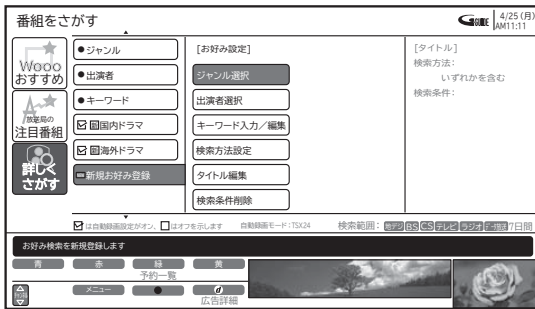 番組をさがす
GGUIDE
4/25 (月)
AM11:11
Wooo
おすすめ
放送局の
注目番組
詳しく
さがす
●ジャンル
●出演者
●キーワード
国内ドラマ
海外ドラマ
新規お好み登録
[お好み設定]
ジャンル選択
出演者選択
キーワード入力／編集
検索方法設定
タイトル編集
検索条件削除
[タイトル]
検索方法:
いずれかを含む
検索条件:
☑は自動録画設定がオン、□はオフを示します 自動録画モード:TSX24 検索範囲: 地デジ BS CS テレビ ラジオ データ放送 7日間
お好み検索を新規登録します
青 赤 緑 黄
予約一覧
メニュー ● d
広告詳細